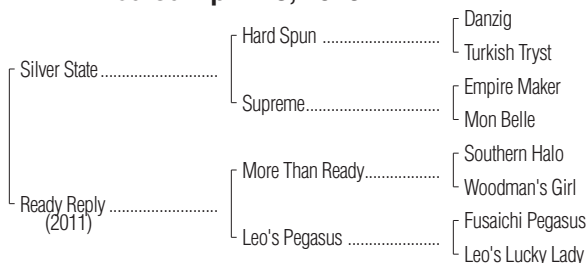 Danzig
Hard Spun ..............................
Turkish Tryst
Silver State ..............................
Empire Maker
Supreme..................................
Mon Belle
Southern Halo
More Than Ready...................
Woodman's Girl
Ready Reply ...........................
(2011)
Fusaichi Pegasus
Leo's Pegasus .......................
Leo's Lucky Lady